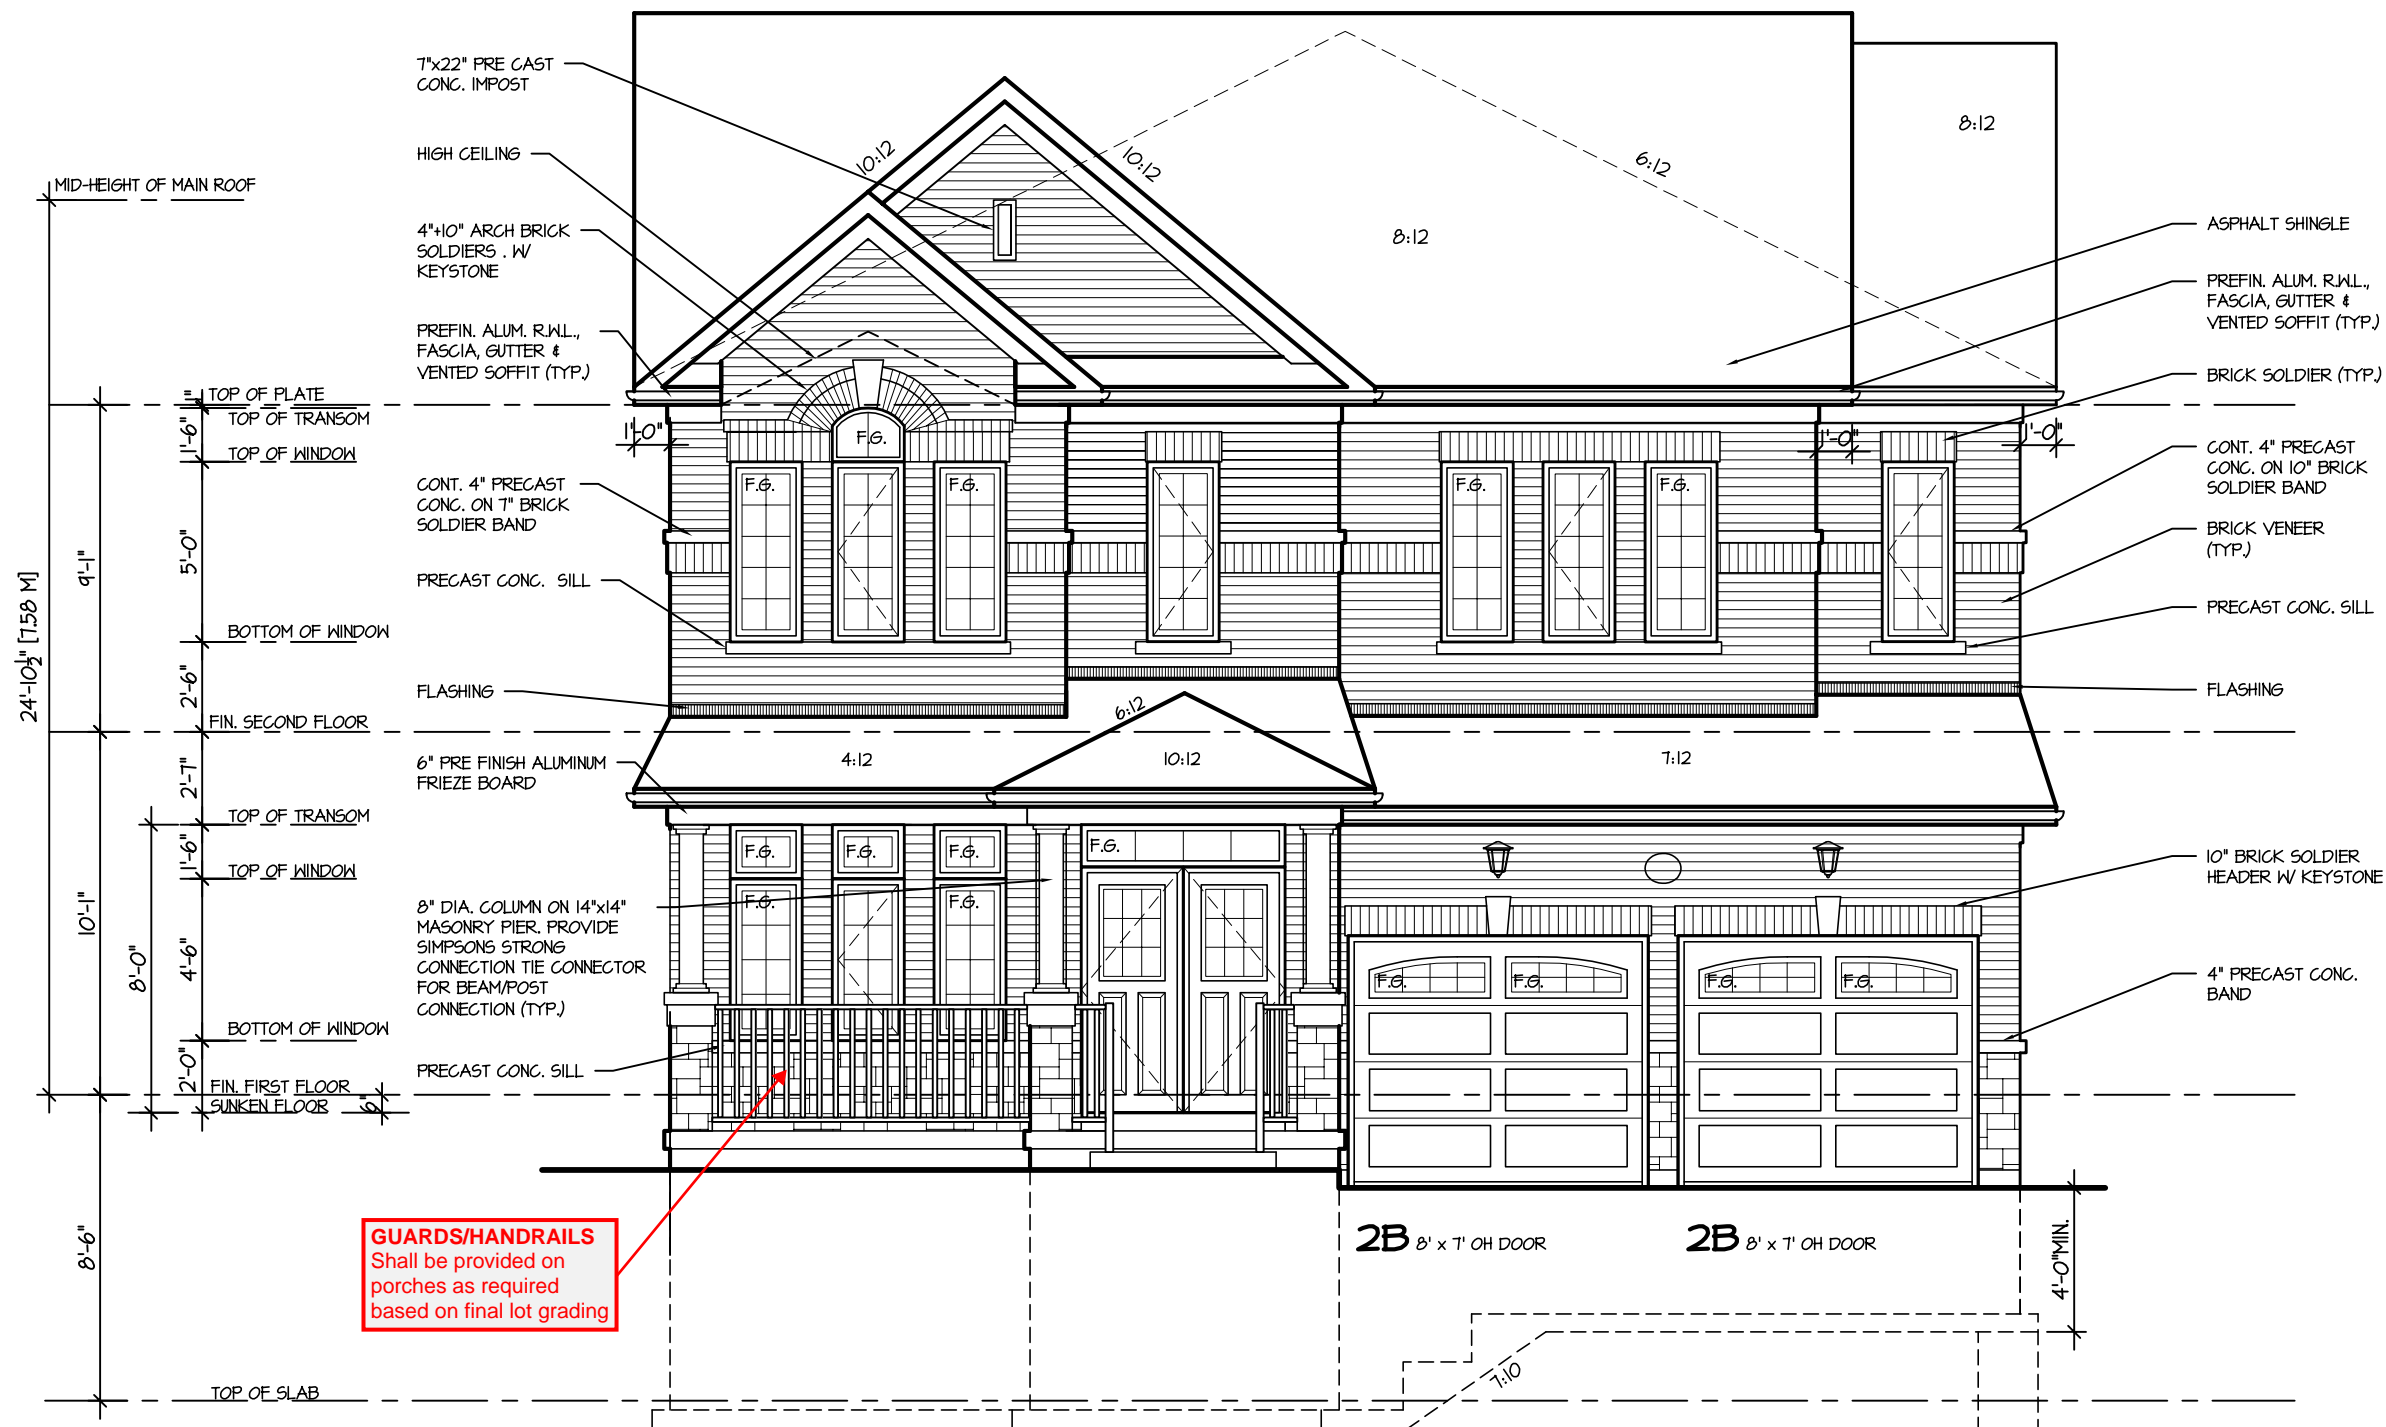 7"x22" PRE CAST
CONC. IMPOST
HIGH CEILING
4"+10" ARCH BRICK
SOLDIERS . W/
KEYSTONE
PREFIN. ALUM. R.W.L.,
FASCIA, GUTTER &
VENTED SOFFIT (TYP.)
CONT. 4" PRECAST
CONC. ON 7" BRICK
SOLDIER BAND
PRECAST CONC. SILL
FLASHING
6" PRE FINISH ALUMINUM
FRIEZE BOARD
8" DIA. COLUMN ON 14"x14"
MASONRY PIER. PROVIDE
SIMPSONS STRONG
CONNECTION TIE CONNECTOR
FOR BEAM/POST
CONNECTION (TYP.)
PRECAST CONC. SILL
MID-HEIGHT OF MAIN ROOF
TOP OF PLATE
TOP OF TRANSOM
TOP OF WINDOW
BOTTOM OF WINDOW
FIN. SECOND FLOOR
TOP OF TRANSOM
TOP OF WINDOW
BOTTOM OF WINDOW
FIN. FIRST FLOOR
SUNKEN FLOOR
TOP OF SLAB
24'-10½" [7.58 M]
9'-1"
10'-1"
8'-6"
8'-0"
1"
1'-6"
5'-0"
2'-6"
2'-7"
1'-6"
4'-6"
2'-0"
6"
10:12
10:12
6:12
8:12
8:12
1'-0"
1'-0"
1'-0"
F.G.
F.G.
F.G.
F.G.
F.G.
6:12
4:12
10:12
7:12
F.G.
F.G.
F.G.
F.G.
F.G.
F.G.
F.G.
F.G.
F.G.
F.G.
ASPHALT SHINGLE
PREFIN. ALUM. R.W.L.,
FASCIA, GUTTER &
VENTED SOFFIT (TYP.)
BRICK SOLDIER (TYP.)
CONT. 4" PRECAST
CONC. ON 10" BRICK
SOLDIER BAND
BRICK VENEER
(TYP.)
PRECAST CONC. SILL
FLASHING
10" BRICK SOLDIER
HEADER W/ KEYSTONE
4" PRECAST CONC.
BAND
GUARDS/HANDRAILS
Shall be provided on
porches as required
based on final lot grading
2B 8' x 7' OH DOOR
2B 8' x 7' OH DOOR
4'-0"MIN.
7:10